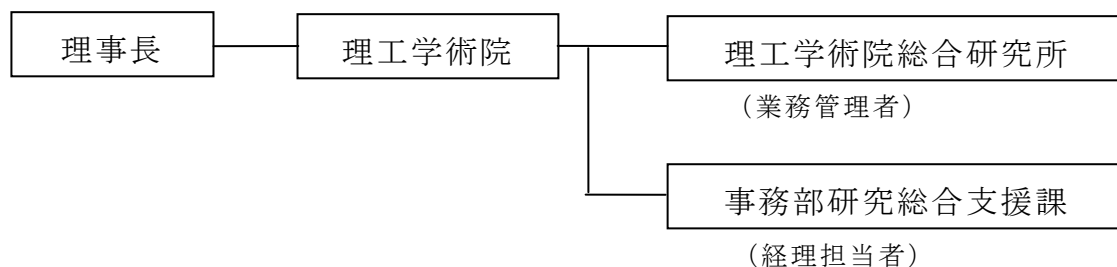 理事長
理工学術院
理工学術院総合研究所
（業務管理者）
事務部研究総合支援課
（経理担当者）